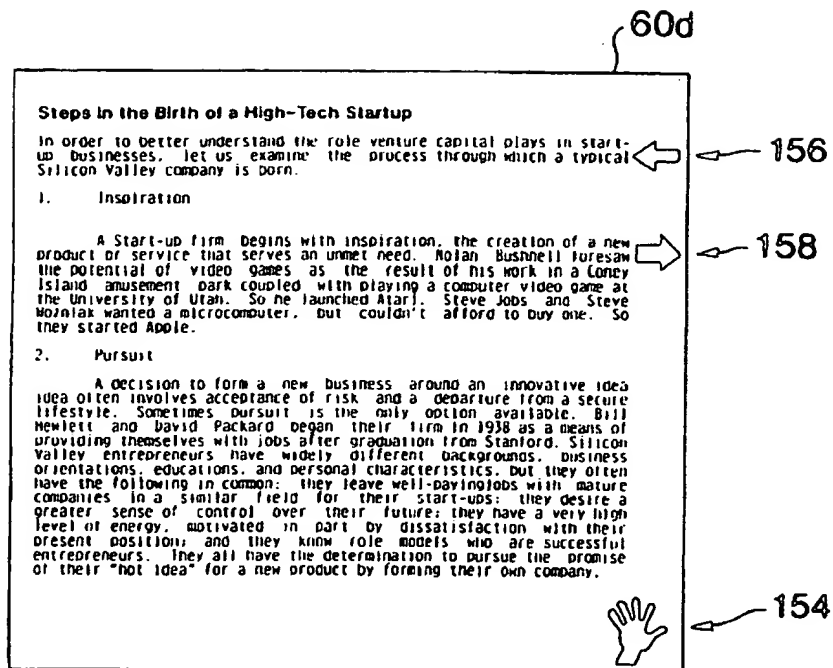 60d
Steps in the Birth of a High-Tech Startup
In order to better understand the role venture capital plays in start-
up businesses, let us examine the process through which a typical
Silicon Valley company is born.
156
1. Inspiration
A Start-up firm begins with inspiration, the creation of a new
product or service that serves an unmet need. Nolan Bushnell foresaw
158
the potential of video games as the result of his work in a Coney
Island amusement park coupled with playing a computer video game at
the University of Utah. So he launched Atari. Steve Jobs and Steve
Wozniak wanted a microcomputer, but couldn't afford to buy one. So
they started Apple.
2. Pursuit
A decision to form a new business around an innovative idea
idea often involves acceptance of risk and a departure from a secure
lifestyle. Sometimes pursuit is the only option available. Bill
Hewlett and David Packard began their firm in 1938 as a means of
providing themselves with jobs after graduation from Stanford. Silicon
Valley entrepreneurs have widely different backgrounds, business
orientations, educations, and personal characteristics, but they often
have the following in common: they leave well-payingjobs with mature
companies in a similar field for their start-ups; they desire a
greater sense of control over their future; they have a very high
level of energy, motivated in part by dissatisfaction with their
present position; and they know role models who are successful
entrepreneurs. They all have the determination to pursue the promise
of their "hot idea" for a new product by forming their own company.
154